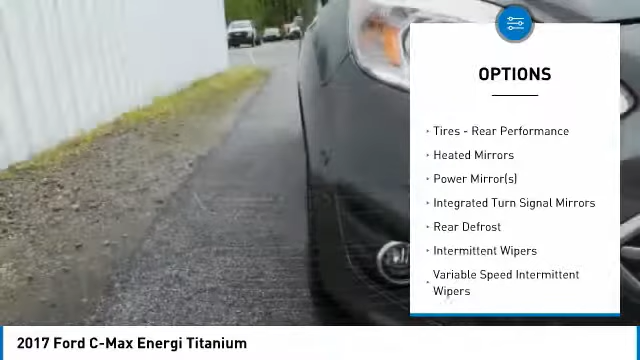 OPTIONS
Tires - Rear Performance
Heated Mirrors
Power Mirror(s)
Integrated Turn Signal Mirrors
Rear Defrost
Intermittent Wipers
Variable Speed Intermittent
Wipers
2017 Ford C-Max Energi Titanium